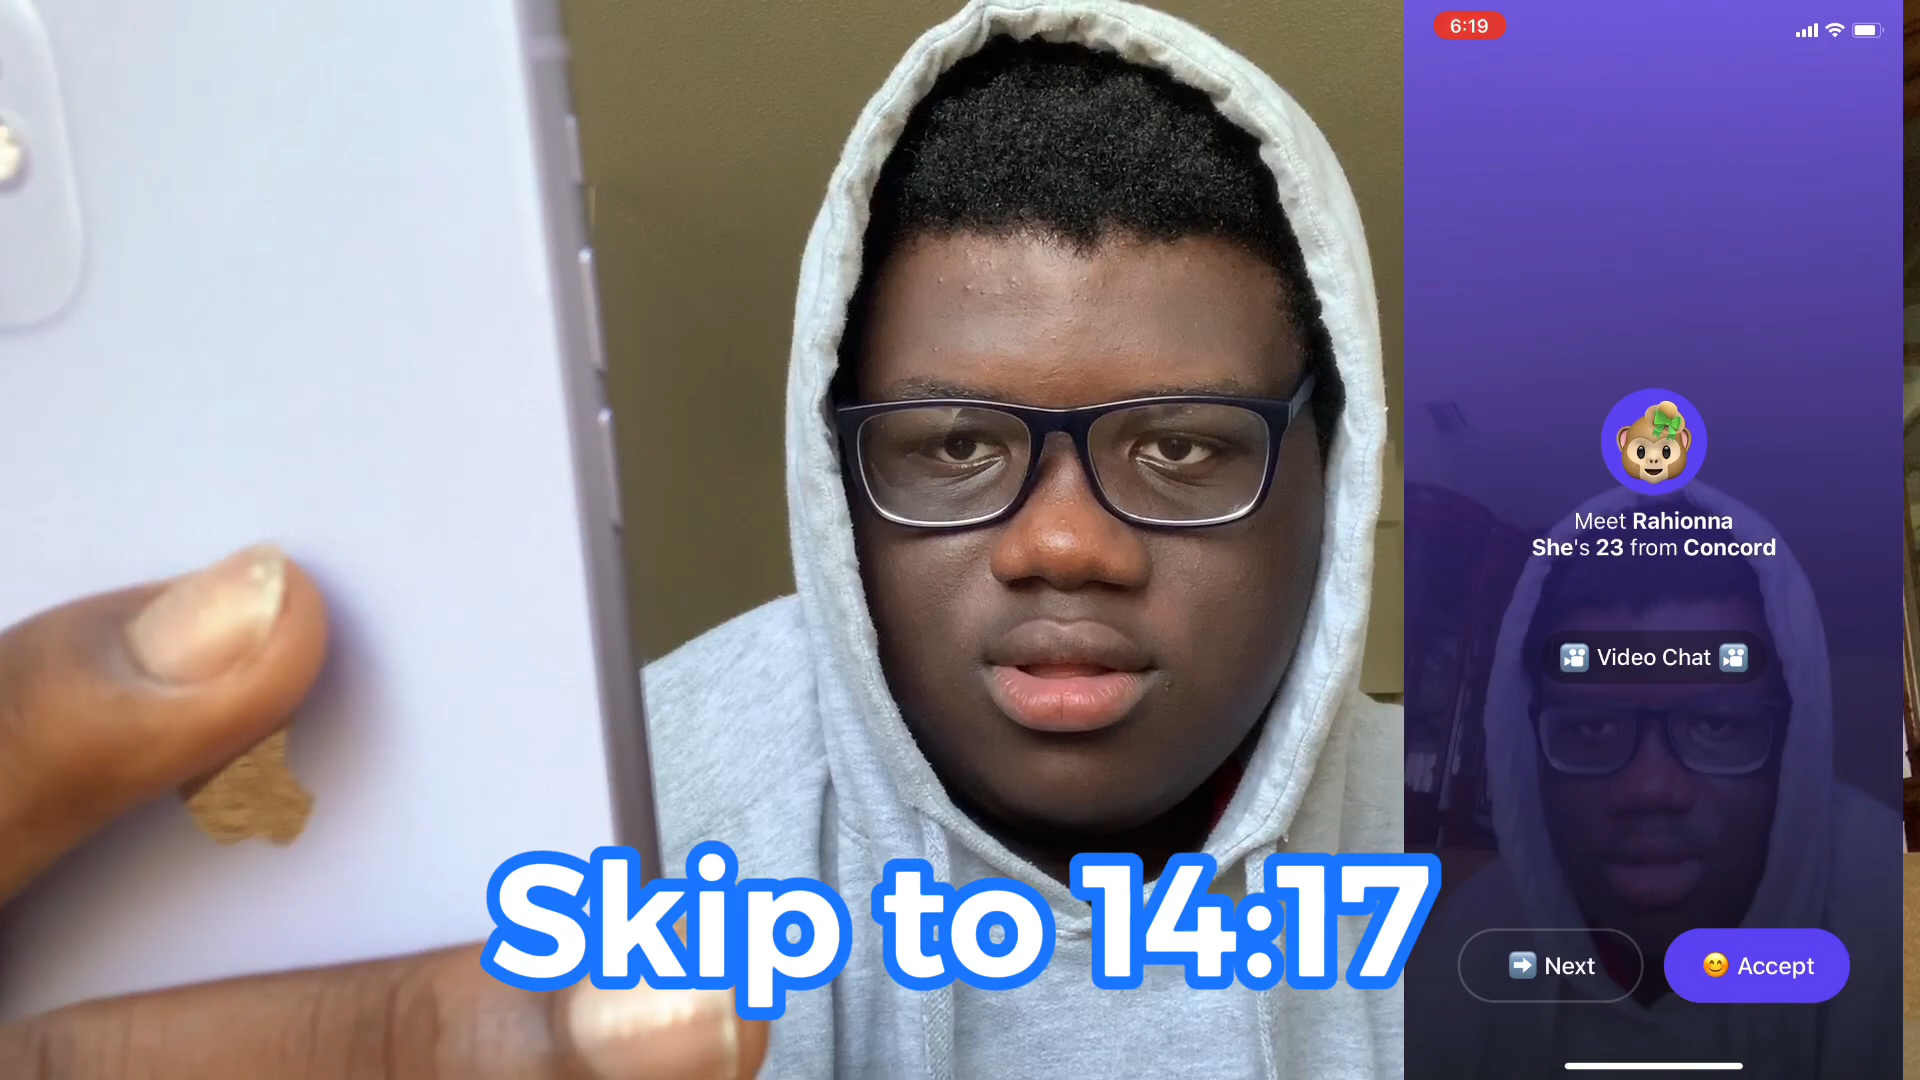 6:19
Meet Rahionna
She's 23 from Concord
Video Chat
Next
Accept
Skip to 14:17